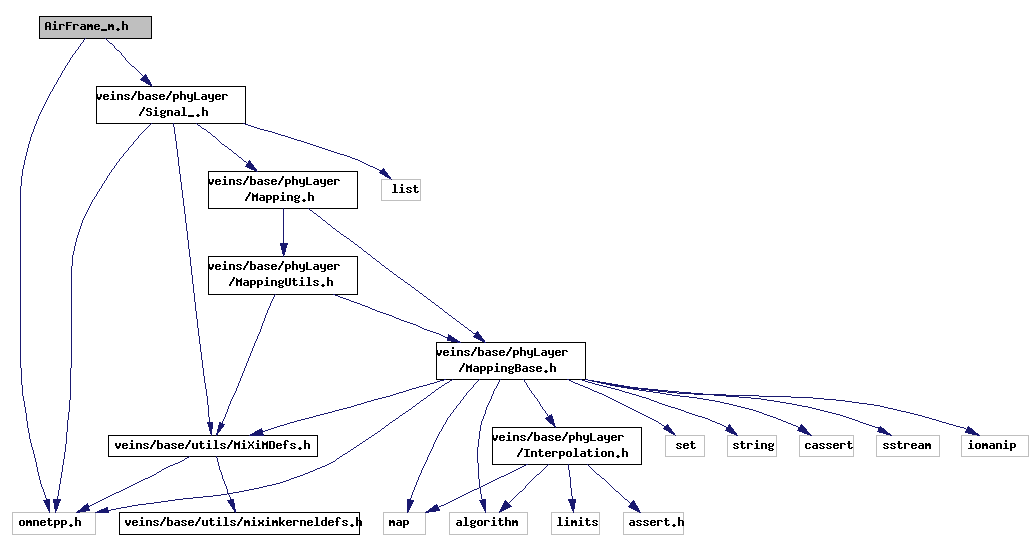 AirFrame_m.h
veins/base/phyLayer
/Signal_.h
veins/base/phyLayer
/Mapping.h
list
veins/base/phyLayer
/MappingUtils.h
veins/base/phyLayer
/MappingBase.h
veins/base/utils/MiXiMDefs.h
veins/base/phyLayer
/Interpolation.h
set
string
cassert
sstream
iomanip
omnetpp.h
veins/base/utils/miximkerneldefs.h
map
algorithm
limits
assert.h